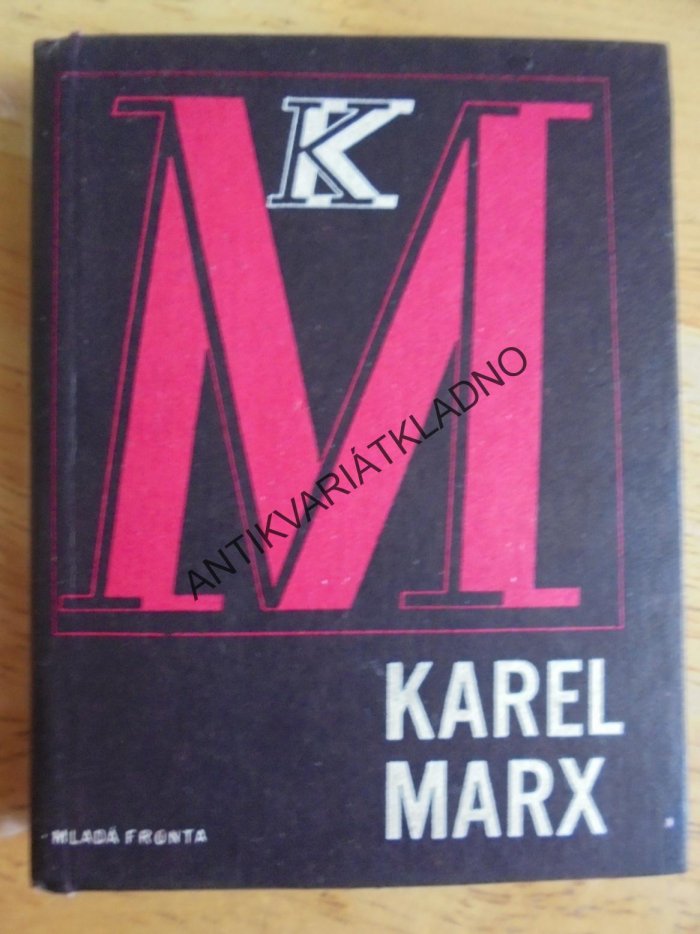 K
M
ANTIKVARIÁTKLADNO
KAREL
MARX
MLADÁ FRONTA